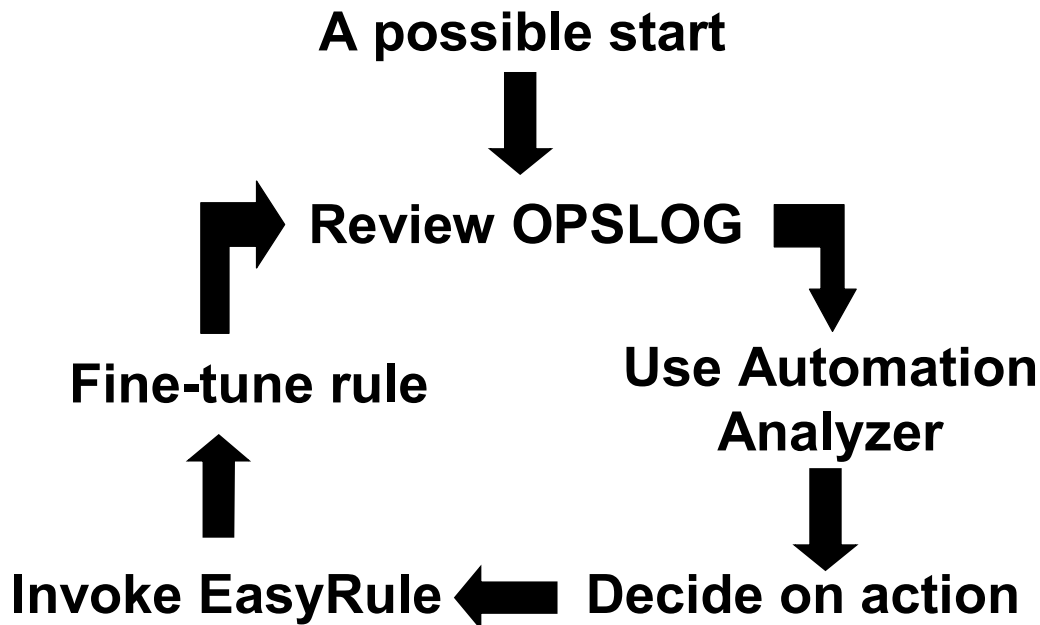 A possible start
Review OPSLOG
Use Automation
Analyzer
Decide on action
Invoke EasyRule
Fine-tune rule